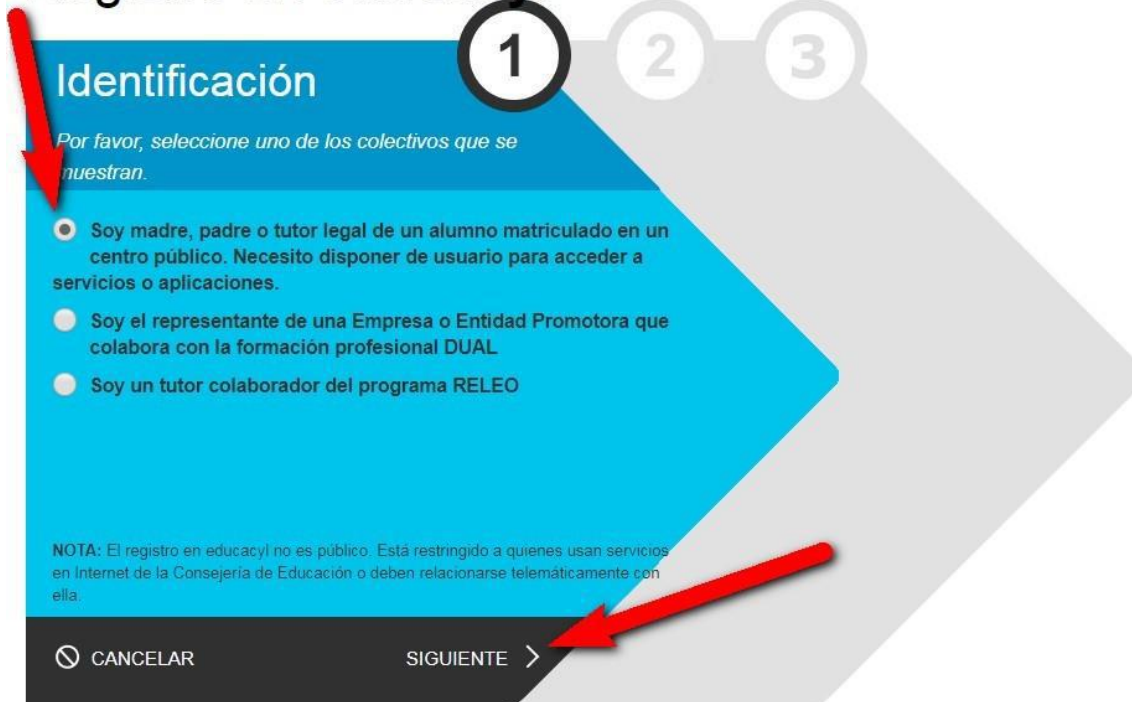 1
2
3
Identificación
Por favor, seleccione uno de los colectivos que se
muestran.
Soy madre, padre o tutor legal de un alumno matriculado en un
centro público. Necesito disponer de usuario para acceder a
servicios o aplicaciones.
Soy el representante de una Empresa o Entidad Promotora que
colabora con la formación profesional DUAL
Soy un tutor colaborador del programa RELEO
NOTA: El registro en educacyl no es público. Está restringido a quienes usan servicios
en Internet de la Consejería de Educación o deben relacionarse telemáticamente con
ella.
CANCELAR
SIGUIENTE